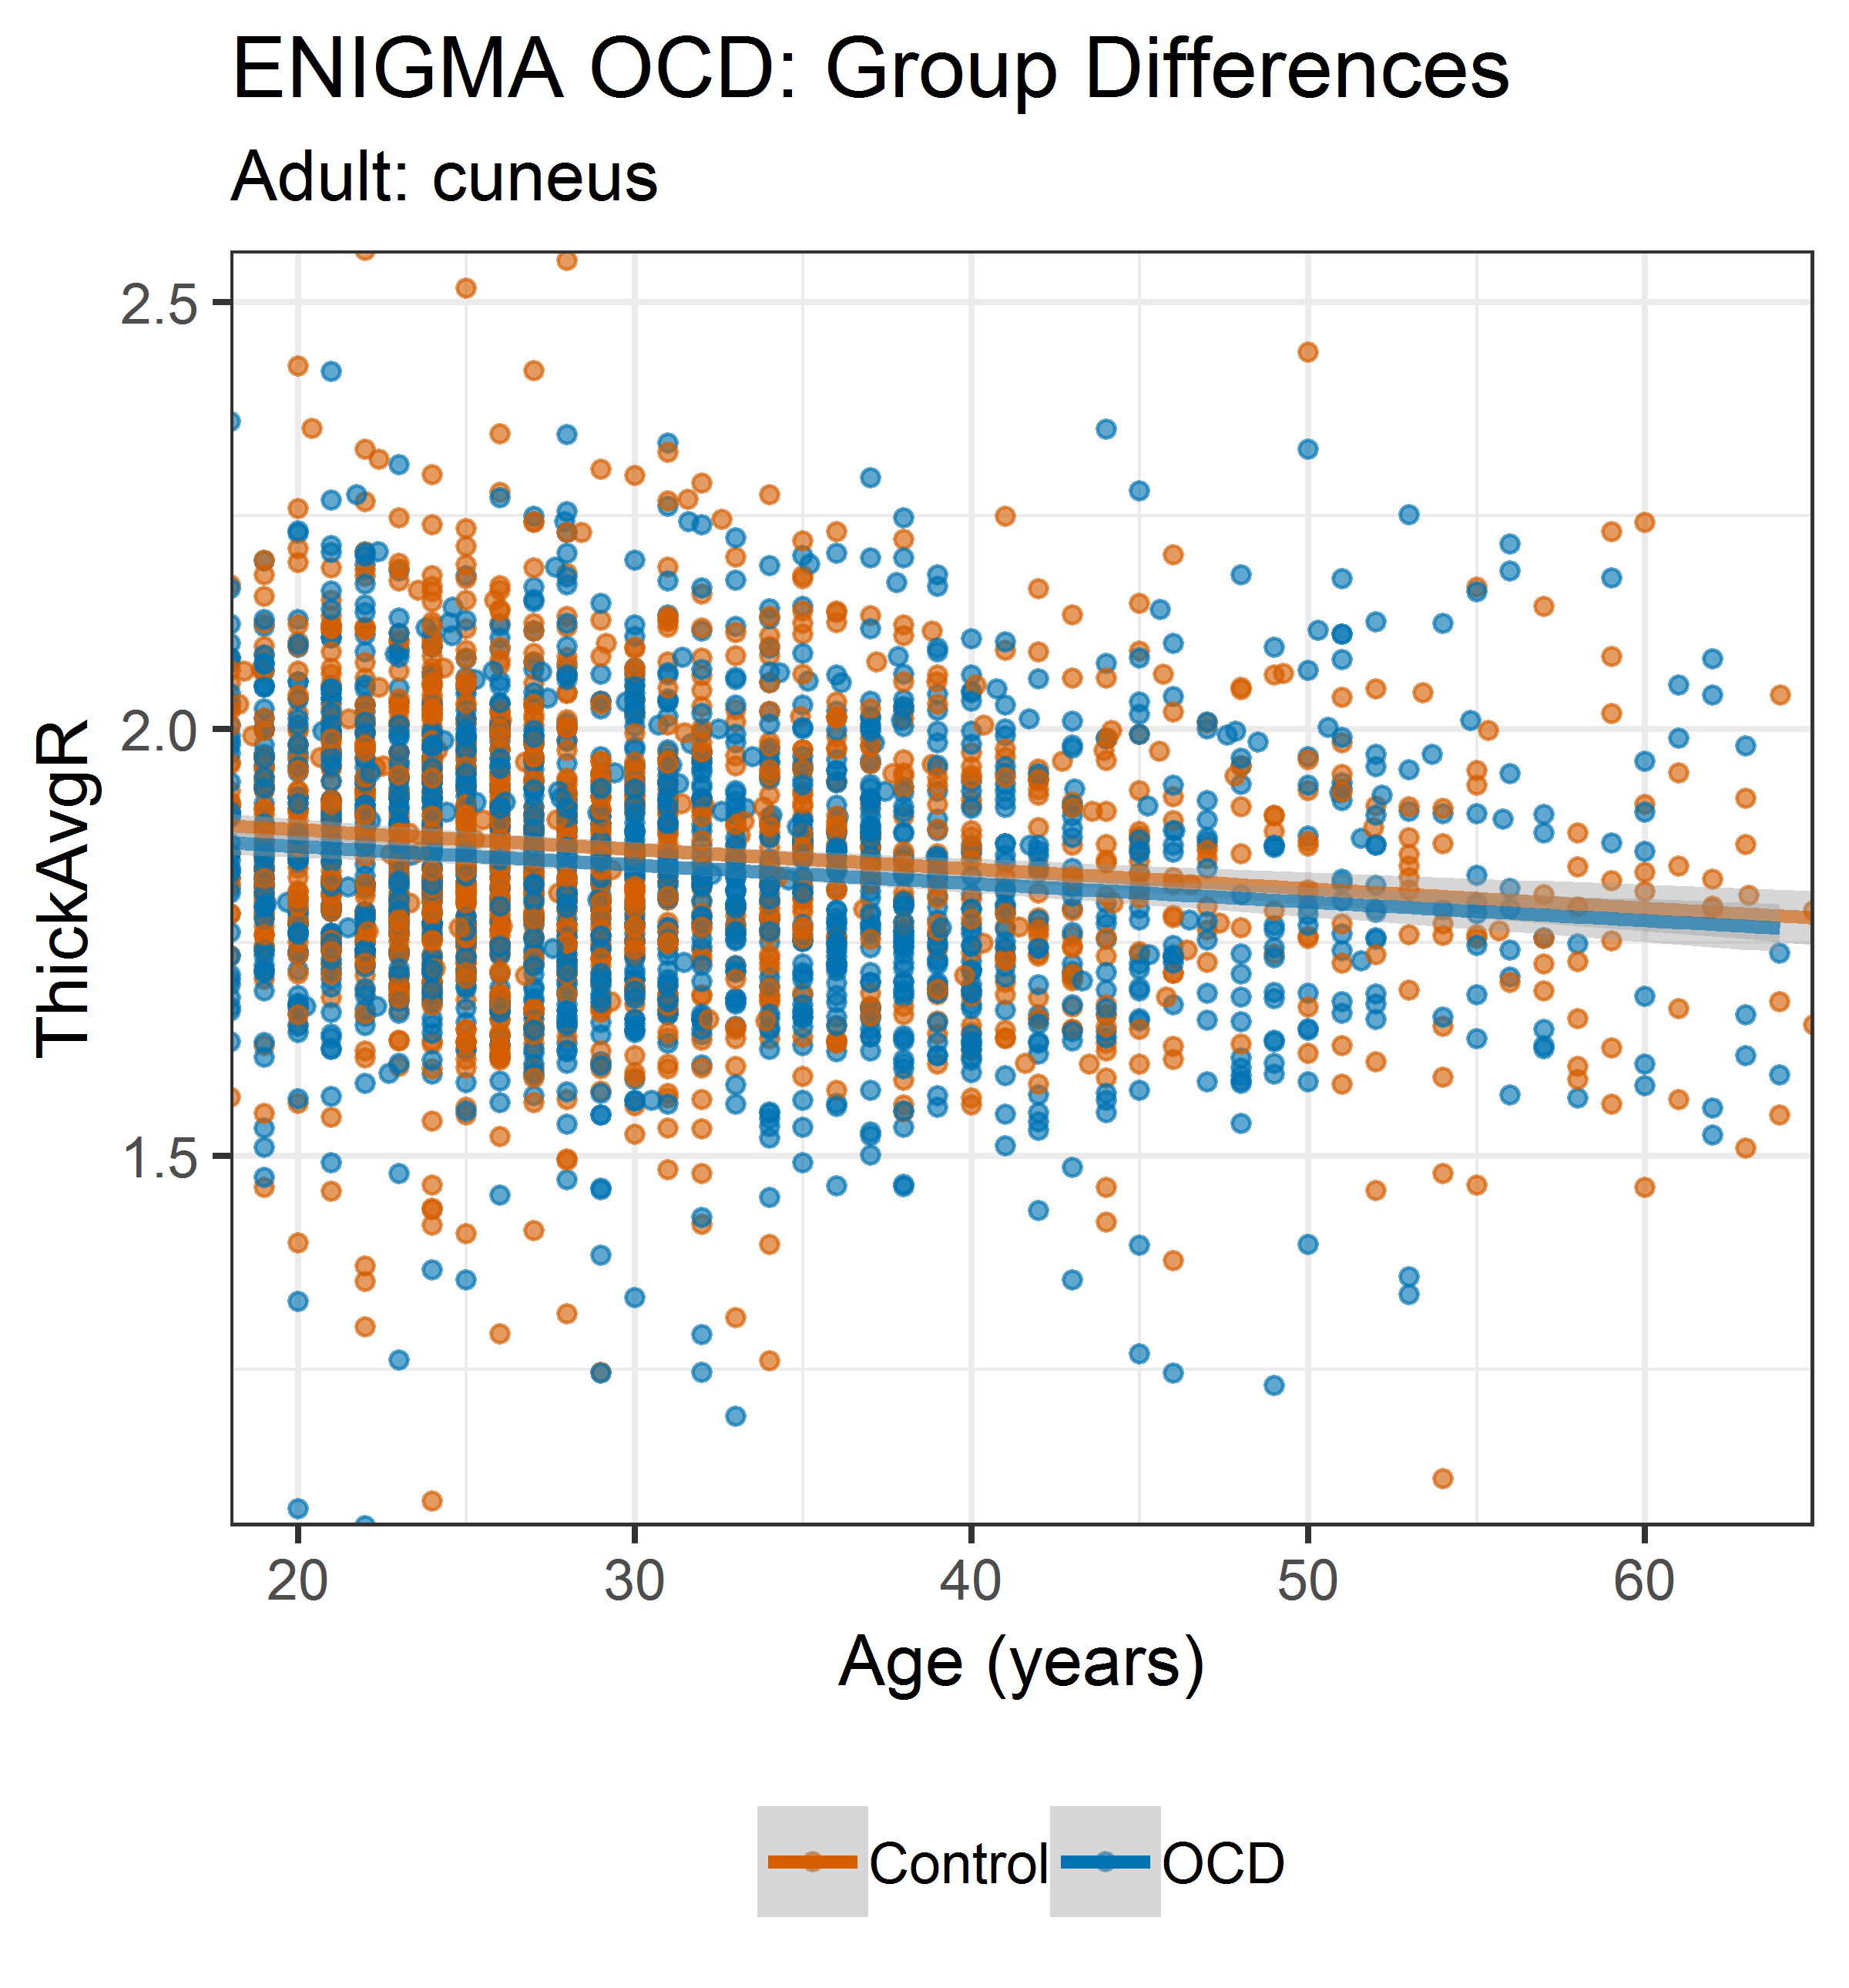 ENIGMA OCD: Group Differences
Adult: cuneus
2.5
2.0
1.5
ThickAvgR
20 30 40 50 60
Age (years)
Control OCD